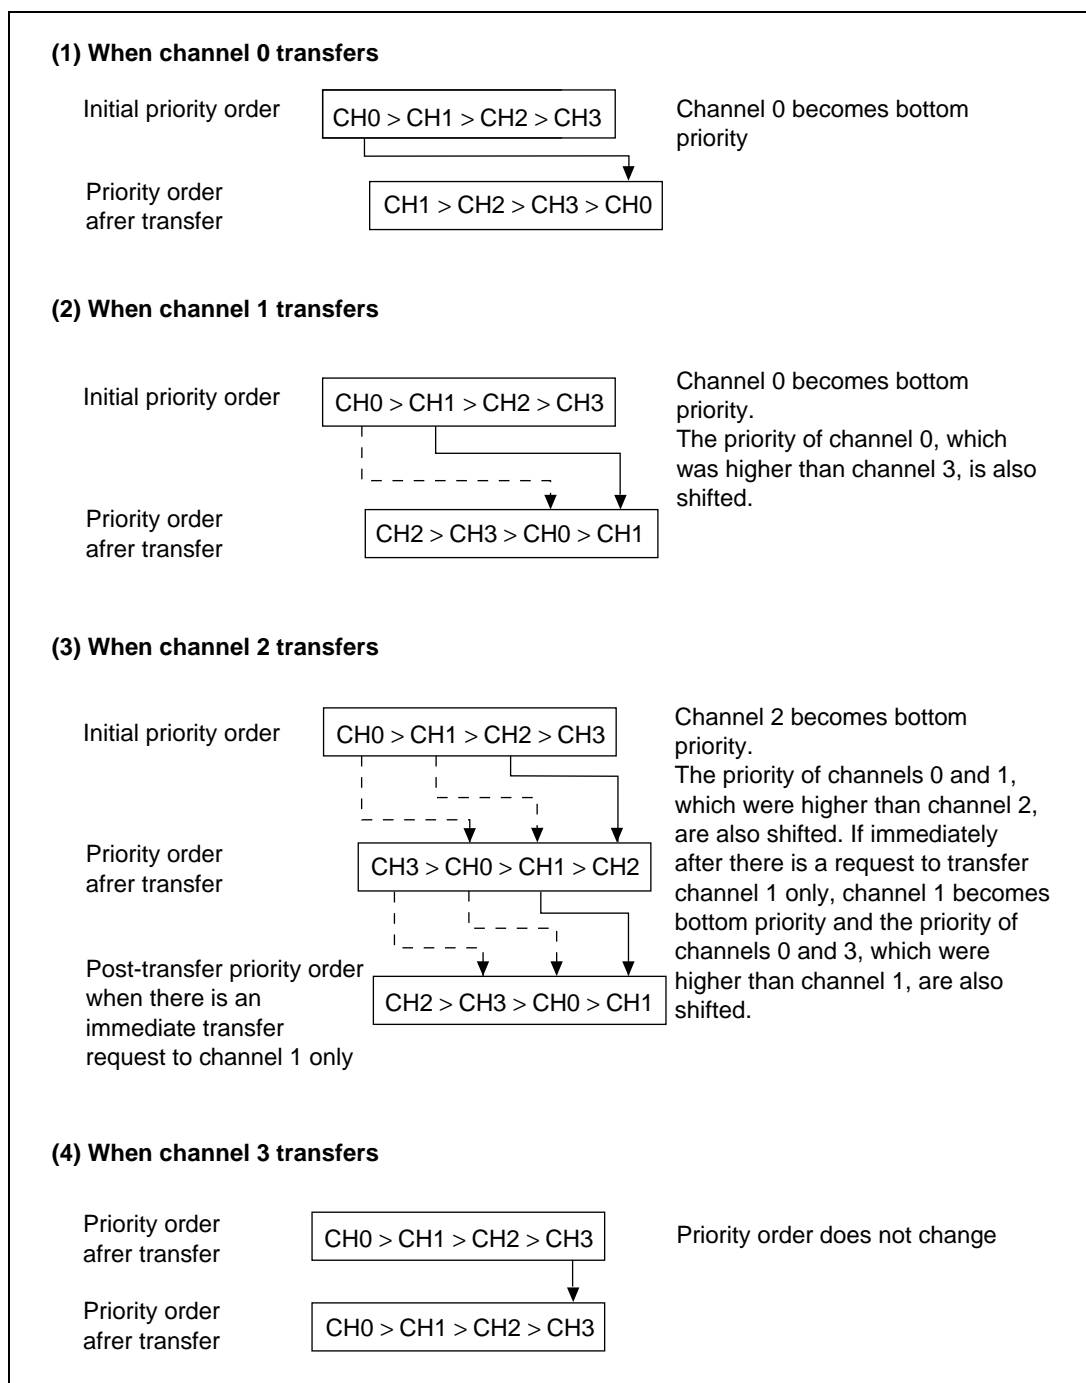 (1) When channel 0 transfers
Initial priority order
CH0 > CH1 > CH2 > CH3
Channel 0 becomes bottom
priority
Priority order
afrer transfer
CH1 > CH2 > CH3 > CH0
(2) When channel 1 transfers
Initial priority order
CH0 > CH1 > CH2 > CH3
Channel 0 becomes bottom
priority.
The priority of channel 0, which
was higher than channel 3, is also
shifted.
Priority order
afrer transfer
CH2 > CH3 > CH0 > CH1
(3) When channel 2 transfers
Initial priority order
CH0 > CH1 > CH2 > CH3
Channel 2 becomes bottom
priority.
The priority of channels 0 and 1,
which were higher than channel 2,
are also shifted. If immediately
after there is a request to transfer
channel 1 only, channel 1 becomes
bottom priority and the priority of
channels 0 and 3, which were
higher than channel 1, are also
shifted.
Priority order
afrer transfer
CH3 > CH0 > CH1 > CH2
Post-transfer priority order
when there is an
immediate transfer
request to channel 1 only
CH2 > CH3 > CH0 > CH1
(4) When channel 3 transfers
Priority order
afrer transfer
CH0 > CH1 > CH2 > CH3
Priority order does not change
Priority order
afrer transfer
CH0 > CH1 > CH2 > CH3